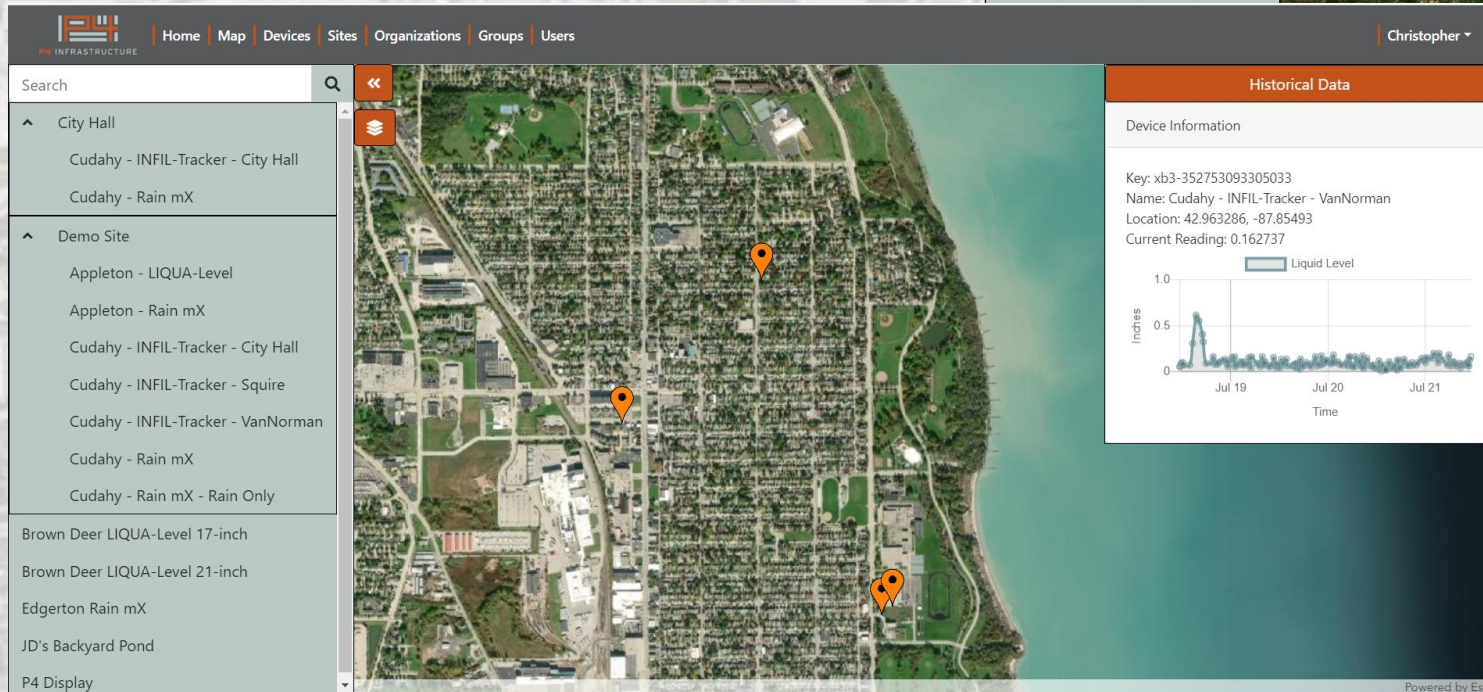 P4 INFRASTRUCTURE
Home Map Devices Sites Organizations Groups Users
Christopher
Search
City Hall
Cudahy - INFIL-Tracker - City Hall
Cudahy - Rain mX
Demo Site
Appleton - LIQUA-Level
Appleton - Rain mX
Cudahy - INFIL-Tracker - City Hall
Cudahy - INFIL-Tracker - Squire
Cudahy - INFIL-Tracker - VanNorman
Cudahy - Rain mX
Cudahy - Rain mX - Rain Only
Brown Deer LIQUA-Level 17-inch
Brown Deer LIQUA-Level 21-inch
Edgerton Rain mX
JD's Backyard Pond
P4 Display
Historical Data
Device Information
Key: xb3-352753093305033
Name: Cudahy - INFIL-Tracker - VanNorman
Location: 42.963286, -87.85493
Current Reading: 0.162737
Liquid Level
1.0
0.5
0
Inches
Jul 19 Jul 20 Jul 21
Time
Powered by